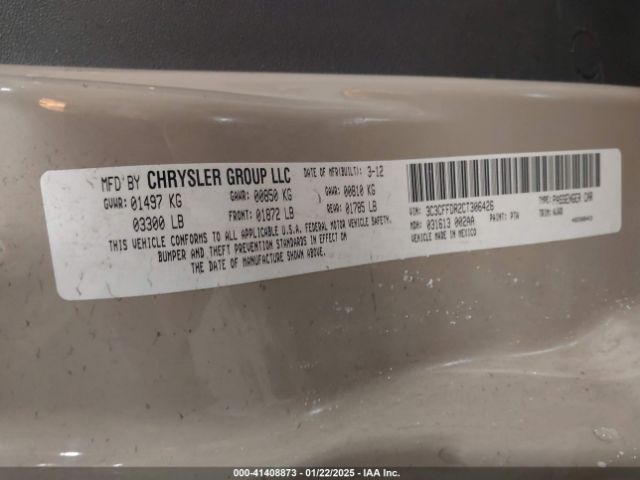 MFD BY CHRYSLER GROUP LLC DATE OF MFR(BUILT): 3-12
GVWR: 01497 KG GAWR: 00850 KG GAWR: 00810 KG
03300 LB FRONT: 01872 LB REAR: 01785 LB
THIS VEHICLE CONFORMS TO ALL APPLICABLE U.S. FEDERAL MOTOR VEHICLE SAFETY,
BUMPER AND THEFT PREVENTION STANDARDS IN EFFECT ON
THE DATE OF MANUFACTURE SHOWN ABOVE.
VIN: 3C3CFFDR2CT306426 TYPE: PASSENGER CAR
MDH: 031613 002AA PAINT: PTW TRIM:
VEHICLE MADE IN MEXICO
000-41408873 - 01/22/2025 - IAA Inc.